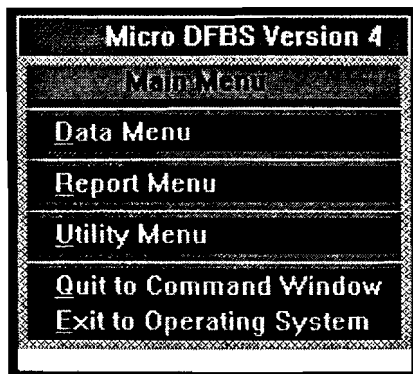 Micro DFBS Version 4
Main Menu
Data Menu
Report Menu
Utility Menu
Quit to Command Window
Exit to Operating System